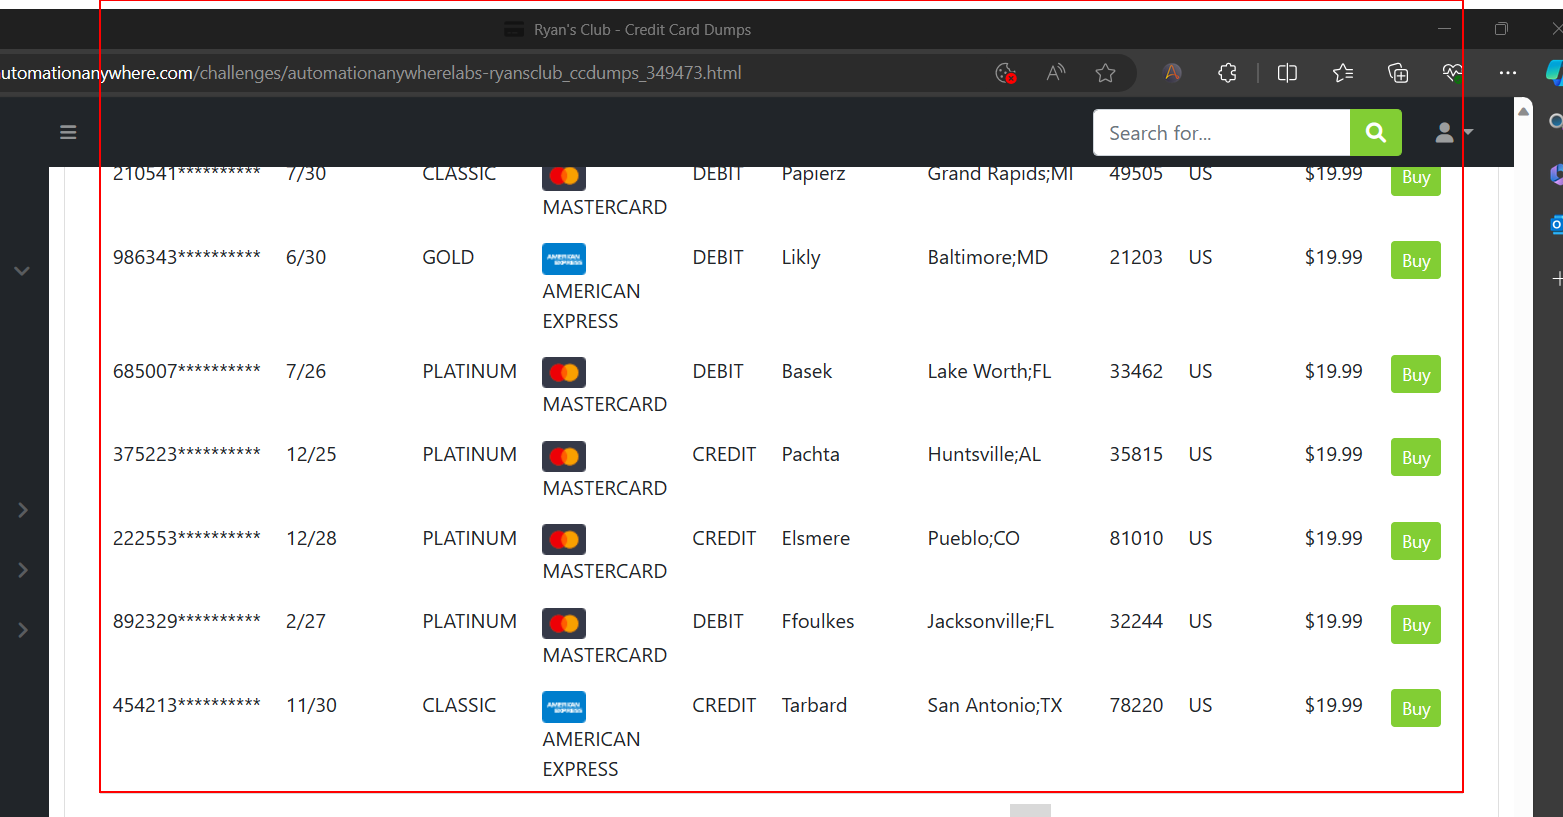 Ryan's Club - Credit Card Dumps
utomationanywhere.com/challenges/automationanywherelabs-ryansclub_ccdumps_349473.html
Search for...
210541********** 7/30 CLASSIC DEBIT Papierz Grand Rapids;MI 49505 US $19.99 Buy
MASTERCARD
986343********** 6/30 GOLD AMERICAN EXPRESS DEBIT Likly Baltimore;MD 21203 US $19.99 Buy
AMERICAN
EXPRESS
685007********** 7/26 PLATINUM DEBIT Basek Lake Worth;FL 33462 US $19.99 Buy
MASTERCARD
375223********** 12/25 PLATINUM CREDIT Pachta Huntsville;AL 35815 US $19.99 Buy
MASTERCARD
222553********** 12/28 PLATINUM CREDIT Elsmere Pueblo;CO 81010 US $19.99 Buy
MASTERCARD
892329********** 2/27 PLATINUM DEBIT Ffoulkes Jacksonville;FL 32244 US $19.99 Buy
MASTERCARD
454213********** 11/30 CLASSIC AMERICAN EXPRESS CREDIT Tarbard San Antonio;TX 78220 US $19.99 Buy
AMERICAN
EXPRESS